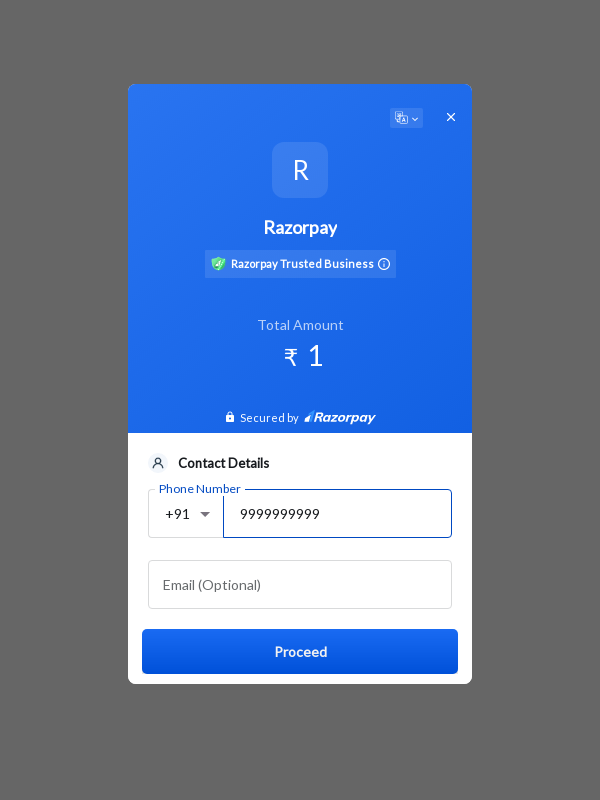 R
Razorpay
Razorpay Trusted Business
Total Amount
₹ 1
Secured by Razorpay
Contact Details
Phone Number
+91 9999999999
Email (Optional)
Proceed